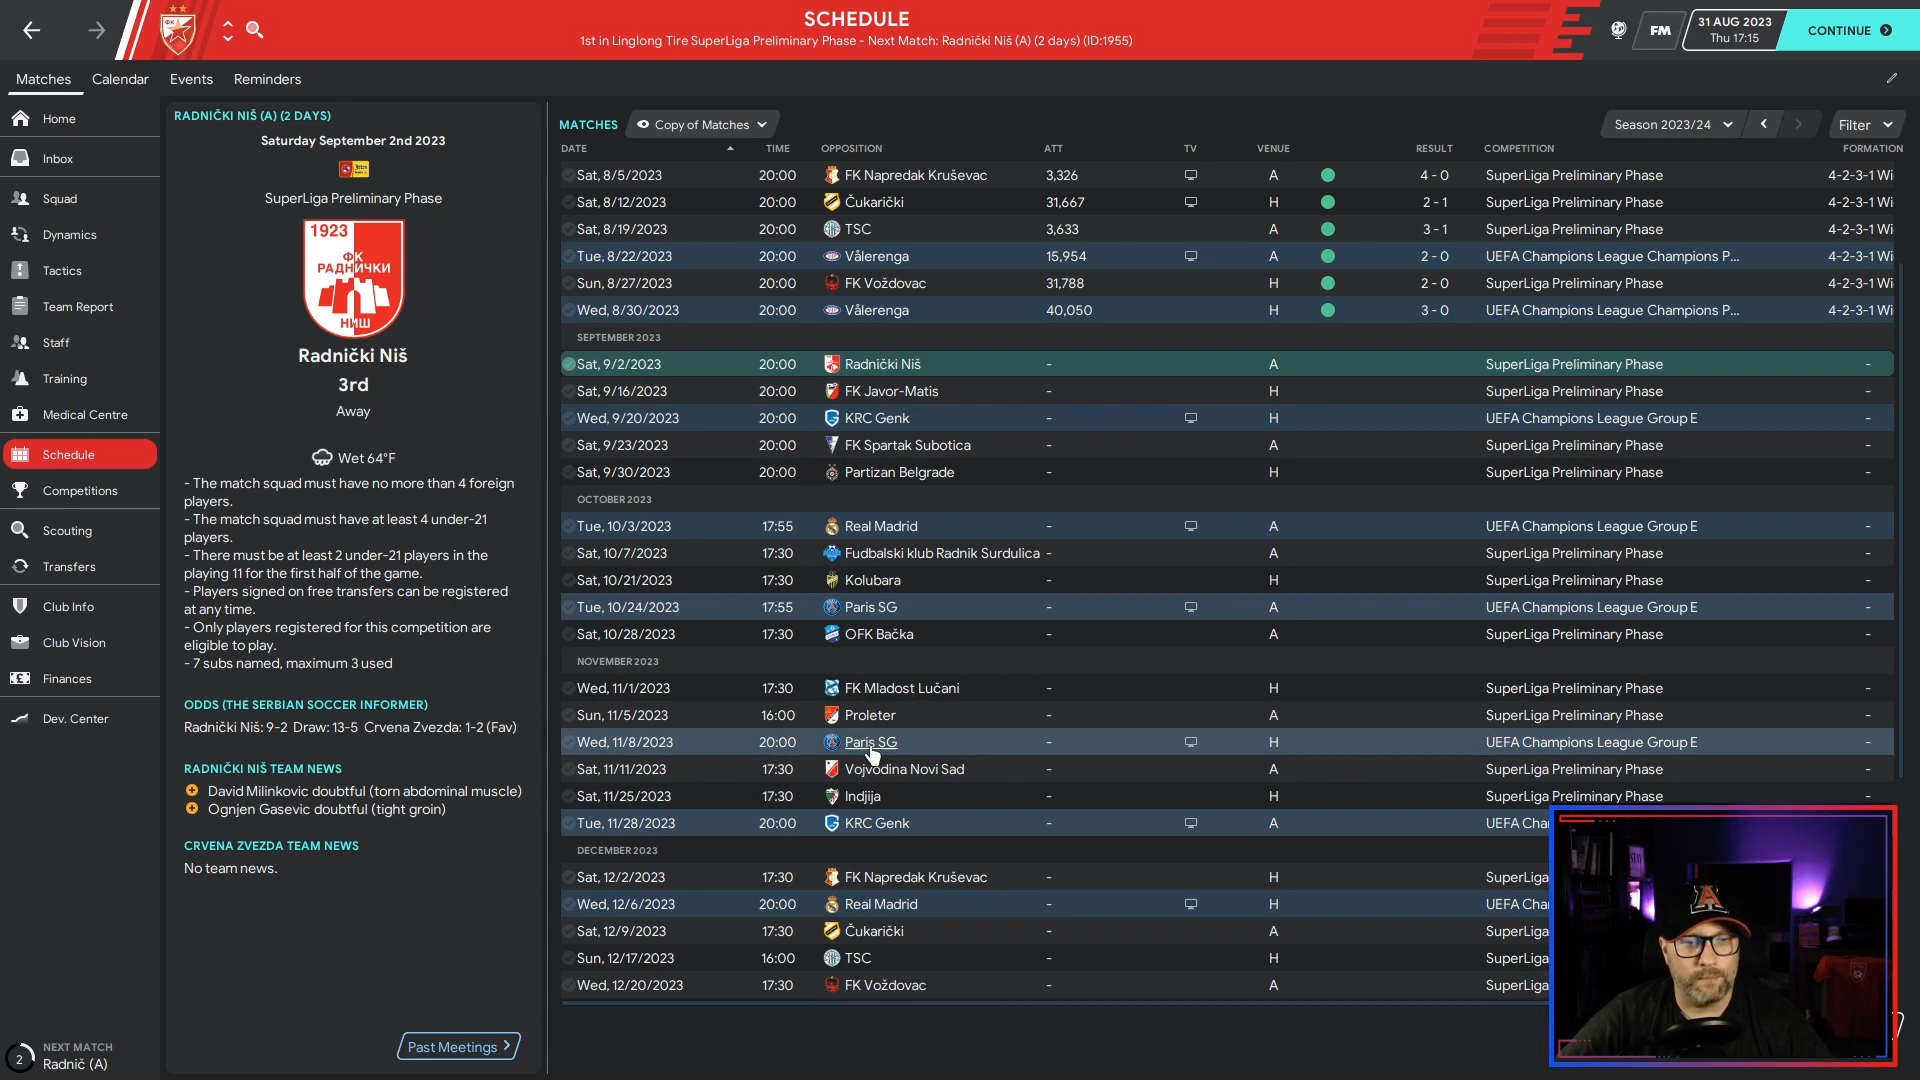 SCHEDULE
1st in Linglong Tire SuperLiga Preliminary Phase - Next Match: Radnički Niš (A) (2 days) (ID:1955)
FM
31 AUG 2023
Thu 17:15
CONTINUE
Matches Calendar Events Reminders
Home
Inbox
Squad
Dynamics
Tactics
Team Report
Staff
Training
Medical Centre
Schedule
Competitions
Scouting
Transfers
Club Info
Club Vision
Finances
Dev. Center
2
NEXT MATCH
Radnič (A)
RADNIČKI NIŠ (A) (2 DAYS)
Saturday September 2nd 2023
SuperLiga Preliminary Phase
1923
ФК
РАДНИЧКИ
НИШ
Radnički Niš
3rd
Away
Wet 64°F
- The match squad must have no more than 4 foreign
players.
- The match squad must have at least 4 under-21
players.
- There must be at least 2 under-21 players in the
playing 11 for the first half of the game.
- Players signed on free transfers can be registered
at any time.
- Only players registered for this competition are
eligible to play.
- 7 subs named, maximum 3 used
ODDS (THE SERBIAN SOCCER INFORMER)
Radnički Niš: 9-2 Draw: 13-5 Crvena Zvezda: 1-2 (Fav)
RADNIČKI NIŠ TEAM NEWS
David Milinkovic doubtful (torn abdominal muscle)
Ognjen Gasevic doubtful (tight groin)
CRVENA ZVEZDA TEAM NEWS
No team news.
Past Meetings
MATCHES Copy of Matches Season 2023/24 Filter
DATE TIME OPPOSITION ATT TV VENUE RESULT COMPETITION FORMATION
Sat, 8/5/2023 20:00 FK Napredak Kruševac 3,326 A 4 - 0 SuperLiga Preliminary Phase 4-2-3-1 Wi
Sat, 8/12/2023 20:00 Čukarički 31,667 H 2 - 1 SuperLiga Preliminary Phase 4-2-3-1 Wi
Sat, 8/19/2023 20:00 TSC 3,633 A 3 - 1 SuperLiga Preliminary Phase 4-2-3-1 Wi
Tue, 8/22/2023 20:00 Vålerenga 15,954 A 2 - 0 UEFA Champions League Champions P... 4-2-3-1 Wi
Sun, 8/27/2023 20:00 FK Voždovac 31,788 H 2 - 0 SuperLiga Preliminary Phase 4-2-3-1 Wi
Wed, 8/30/2023 20:00 Vålerenga 40,050 H 3 - 0 UEFA Champions League Champions P... 4-2-3-1 Wi
SEPTEMBER 2023
Sat, 9/2/2023 20:00 Radnički Niš - A SuperLiga Preliminary Phase -
Sat, 9/16/2023 20:00 FK Javor-Matis - H SuperLiga Preliminary Phase -
Wed, 9/20/2023 20:00 KRC Genk - H UEFA Champions League Group E -
Sat, 9/23/2023 20:00 FK Spartak Subotica - A SuperLiga Preliminary Phase -
Sat, 9/30/2023 20:00 Partizan Belgrade - H SuperLiga Preliminary Phase -
OCTOBER 2023
Tue, 10/3/2023 17:55 Real Madrid - A UEFA Champions League Group E -
Sat, 10/7/2023 17:30 Fudbalski klub Radnik Surdulica - A SuperLiga Preliminary Phase -
Sat, 10/21/2023 17:30 Kolubara - H SuperLiga Preliminary Phase -
Tue, 10/24/2023 17:55 Paris SG - A UEFA Champions League Group E -
Sat, 10/28/2023 17:30 OFK Bačka - A SuperLiga Preliminary Phase -
NOVEMBER 2023
Wed, 11/1/2023 17:30 FK Mladost Lučani - H SuperLiga Preliminary Phase -
Sun, 11/5/2023 16:00 Proleter - A SuperLiga Preliminary Phase -
Wed, 11/8/2023 20:00 Paris SG - H UEFA Champions League Group E -
Sat, 11/11/2023 17:30 Vojvodina Novi Sad - A SuperLiga Preliminary Phase -
Sat, 11/25/2023 17:30 Indjija - H SuperLiga Preliminary Phase
Tue, 11/28/2023 20:00 KRC Genk - A UEFA Cha
DECEMBER 2023
Sat, 12/2/2023 17:30 FK Napredak Kruševac - H SuperLiga
Wed, 12/6/2023 20:00 Real Madrid - H UEFA Cha
Sat, 12/9/2023 17:30 Čukarički - A SuperLiga
Sun, 12/17/2023 16:00 TSC - H SuperLiga
Wed, 12/20/2023 17:30 FK Voždovac - A SuperLiga
A